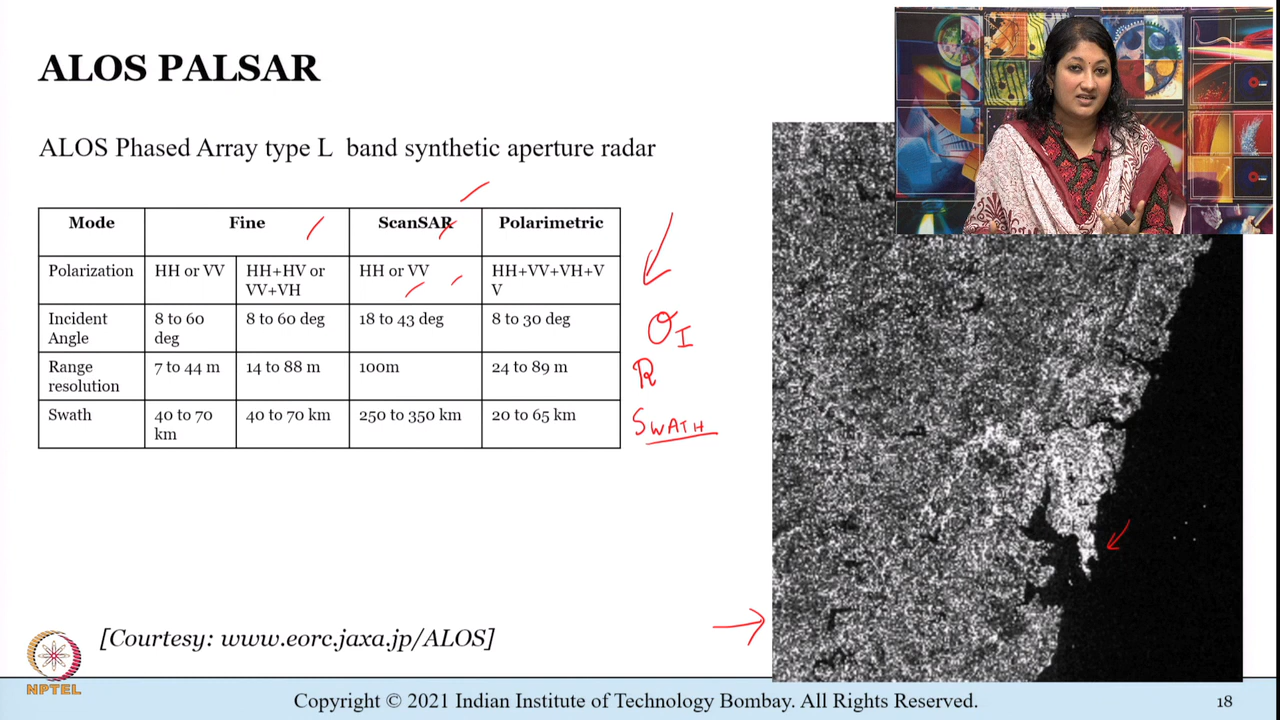 ALOS PALSAR
ALOS Phased Array type L band synthetic aperture radar
Mode Fine ScanSAR Polarimetric
Polarization HH or VV HH+HV or VV+VH HH or VV HH+VV+VH+V V
Incident Angle 8 to 60 deg 8 to 60 deg 18 to 43 deg 8 to 30 deg
Range resolution 7 to 44 m 14 to 88 m 100m 24 to 89 m
Swath 40 to 70 km 40 to 70 km 250 to 350 km 20 to 65 km
θI
R
SWATH
[Courtesy: www.eorc.jaxa.jp/ALOS]
NPTEL
Copyright © 2021 Indian Institute of Technology Bombay. All Rights Reserved.
18